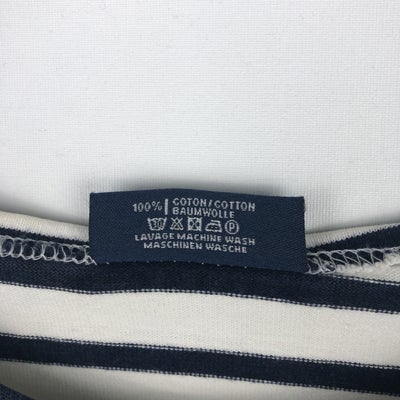 100% COTON/COTTON
BAUMWOLLE
P
LAVAGE MACHINE WASH
MASCHINEN WASCHE